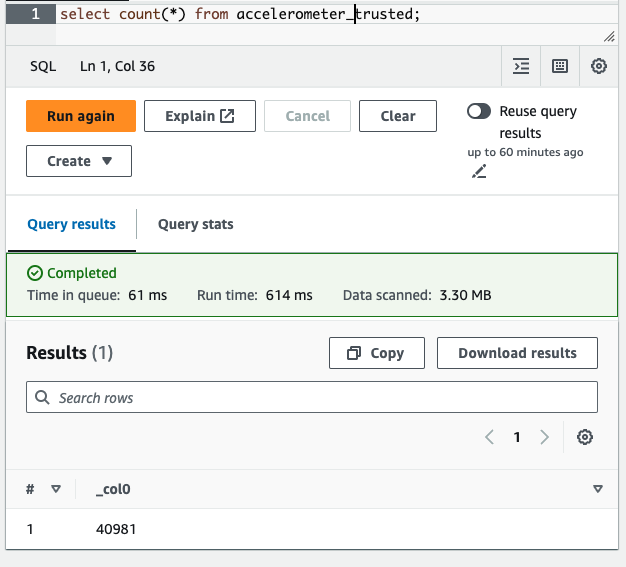 1 select count(*) from accelerometer_trusted;
SQL Ln 1, Col 36
Run again Explain Cancel Clear
Reuse query
results
up to 60 minutes ago
Create
Query results Query stats
Completed
Time in queue: 61 ms Run time: 614 ms Data scanned: 3.30 MB
Results (1) Copy Download results
Search rows
1
# _col0
1 40981